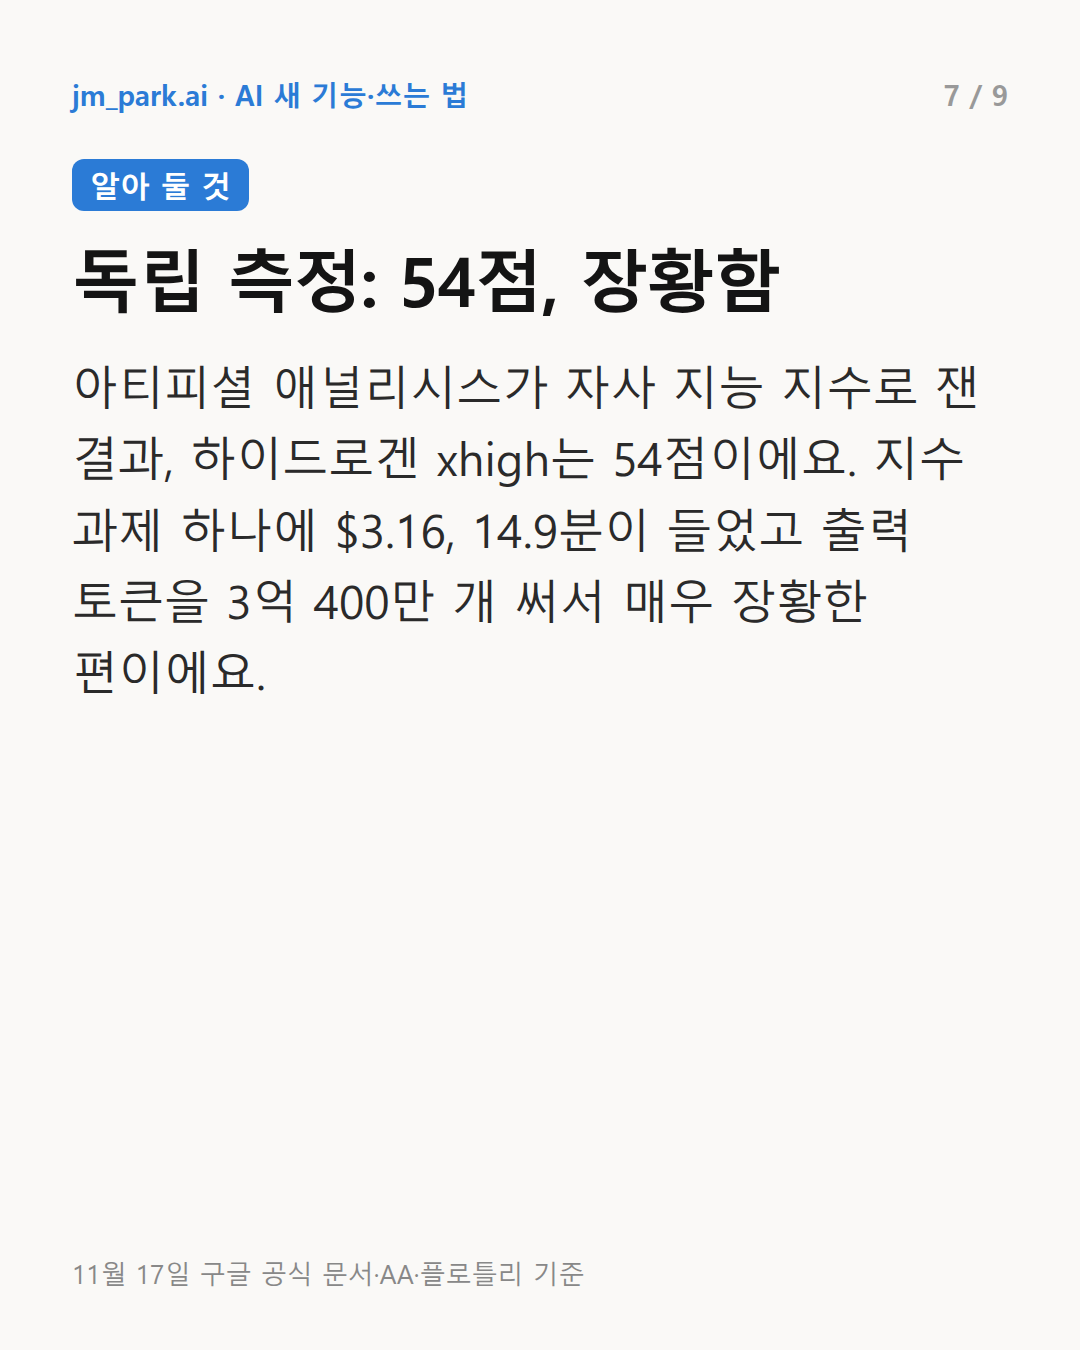 jm_park.ai · AI 새 기능·쓰는 법
7 / 9
알아 둘 것
독립 측정: 54점, 장황함
아티피셜 애널리시스가 자사 지능 지수로 잰
결과, 하이드로겐 xhigh는 54점이에요. 지수
과제 하나에 $3.16, 14.9분이 들었고 출력
토큰을 3억 400만 개 써서 매우 장황한
편이에요.
11월 17일 구글 공식 문서·AA·플로틀리 기준